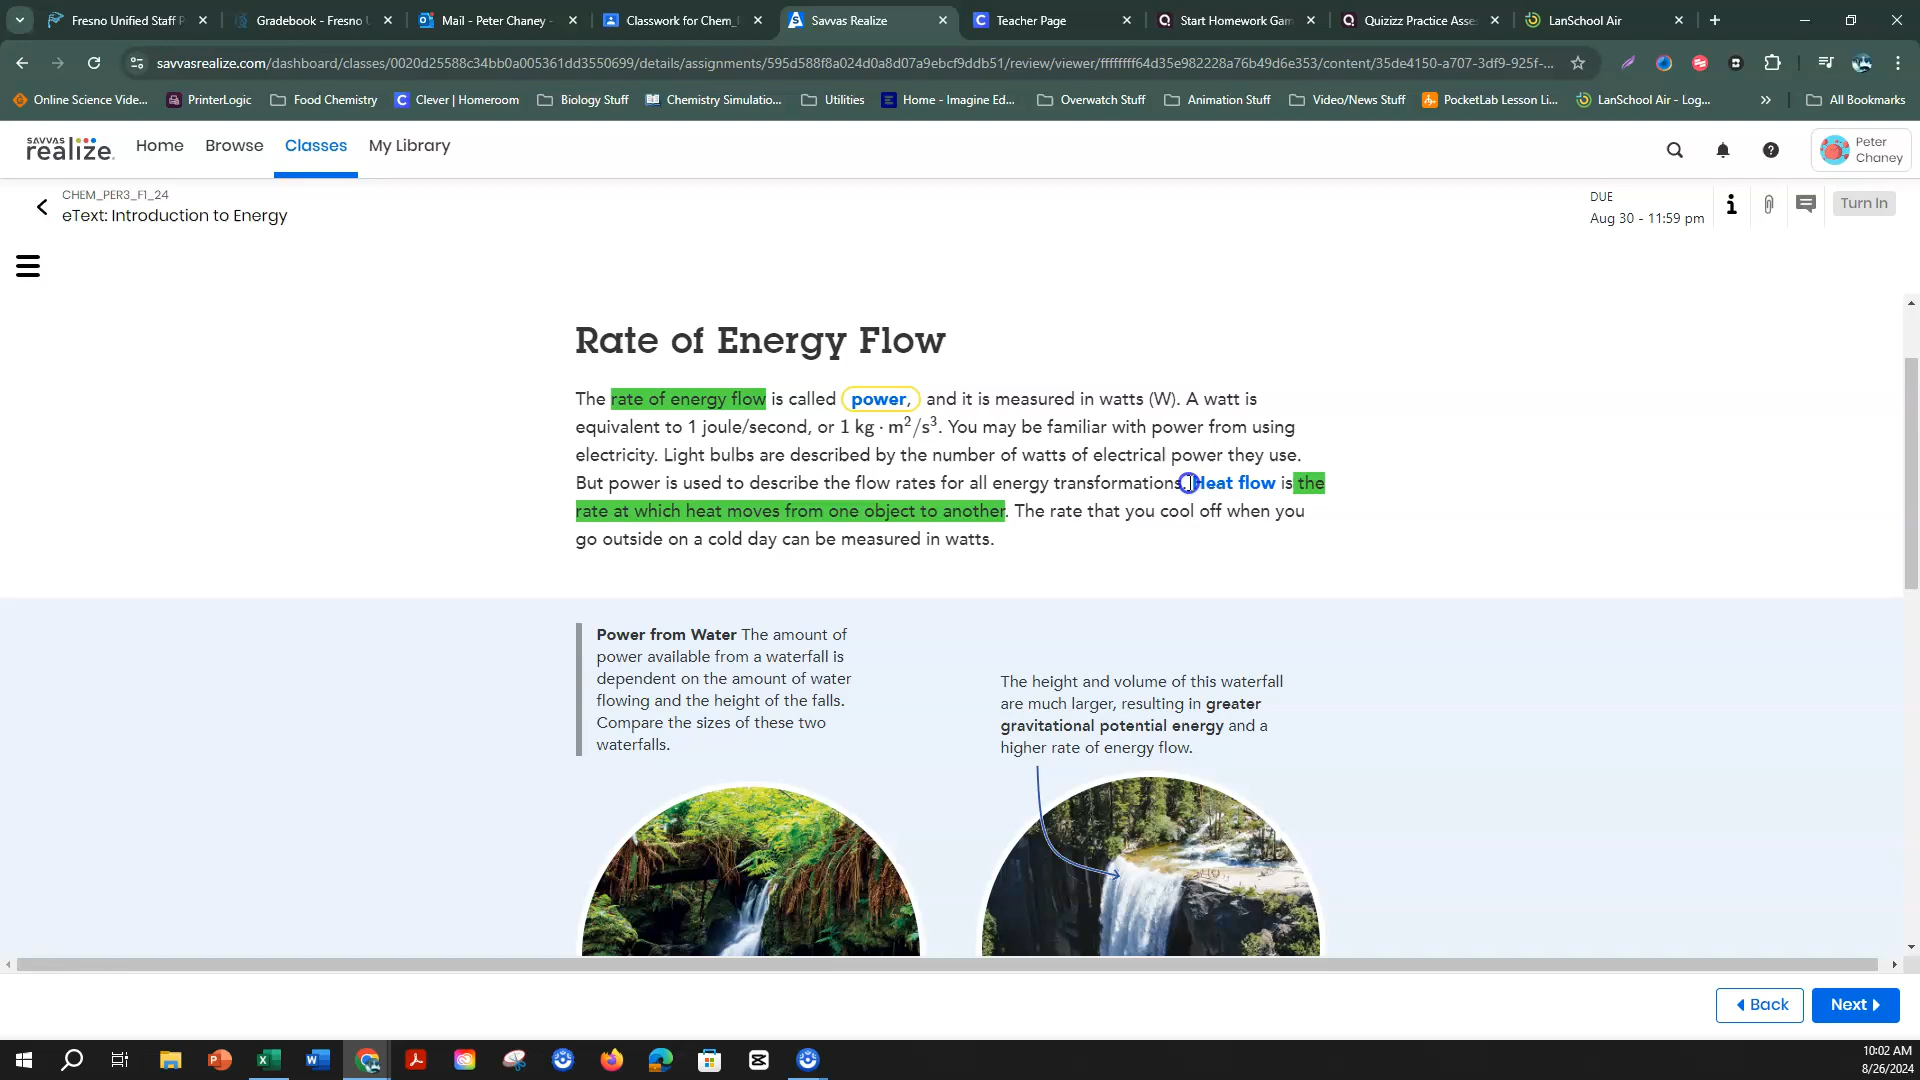 Fresno Unified Staff P
Gradebook - Fresno U
Mail - Peter Chaney -
Classwork for Chem_
Savvas Realize
Teacher Page
Start Homework Gam
Quizizz Practice Asse
LanSchool Air
savvasrealize.com/dashboard/classes/0020d25588c34bb0a005361dd3550699/details/assignments/595d588f8a024d0a8d07a9ebcf9ddb51/review/viewer/ffffffff64d35e982228a76b49d6e353/content/35de4150-a707-3df9-925f-...
Online Science Vide...
PrinterLogic
Food Chemistry
Clever | Homeroom
Biology Stuff
Chemistry Simulatio...
Utilities
Home - Imagine Ed...
Overwatch Stuff
Animation Stuff
Video/News Stuff
PocketLab Lesson Li...
LanSchool Air - Log...
All Bookmarks
SAVVAS
realize.
Home
Browse
Classes
My Library
Peter
Chaney
CHEM_PER3_F1_24
eText: Introduction to Energy
DUE
Aug 30 - 11:59 pm
Turn In
Rate of Energy Flow
The rate of energy flow is called power, and it is measured in watts (W). A watt is
equivalent to 1 joule/second, or 1 kg · m²/s³. You may be familiar with power from using
electricity. Light bulbs are described by the number of watts of electrical power they use.
But power is used to describe the flow rates for all energy transformations. Heat flow is the
rate at which heat moves from one object to another. The rate that you cool off when you
go outside on a cold day can be measured in watts.
Power from Water The amount of
power available from a waterfall is
dependent on the amount of water
flowing and the height of the falls.
Compare the sizes of these two
waterfalls.
The height and volume of this waterfall
are much larger, resulting in greater
gravitational potential energy and a
higher rate of energy flow.
Back
Next
10:02 AM
8/26/2024